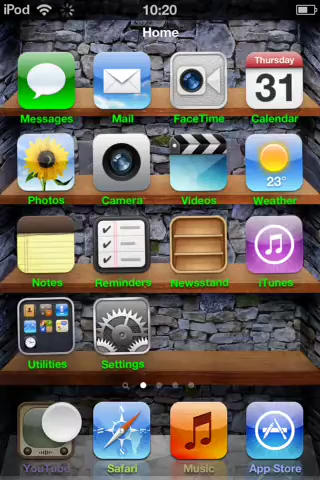 iPod 10:20
Home
Messages Mail FaceTime Calendar
Thursday
31
Photos Camera Videos Weather
23°
Notes Reminders Newsstand iTunes
Utilities Settings
YouTube Safari Music App Store